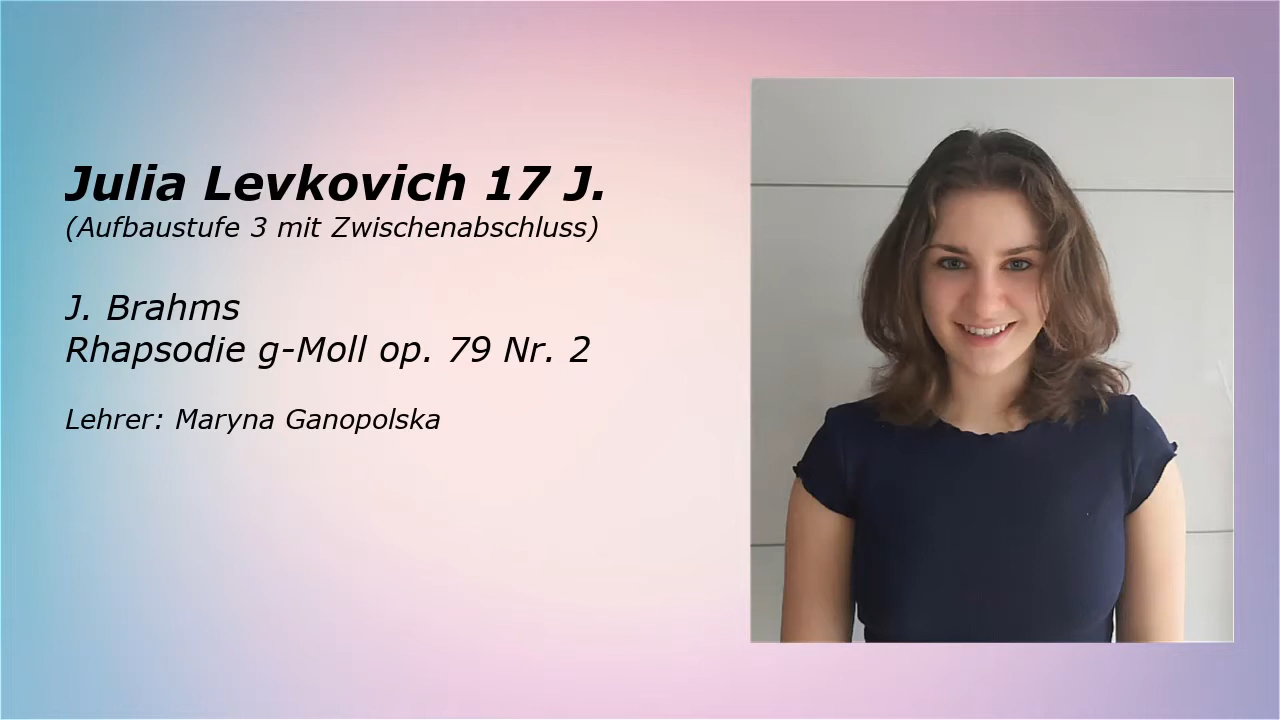 Julia Levkovich 17 J.
(Aufbaustufe 3 mit Zwischenabschluss)
J. Brahms
Rhapsodie g-Moll op. 79 Nr. 2
Lehrer: Maryna Ganopolska